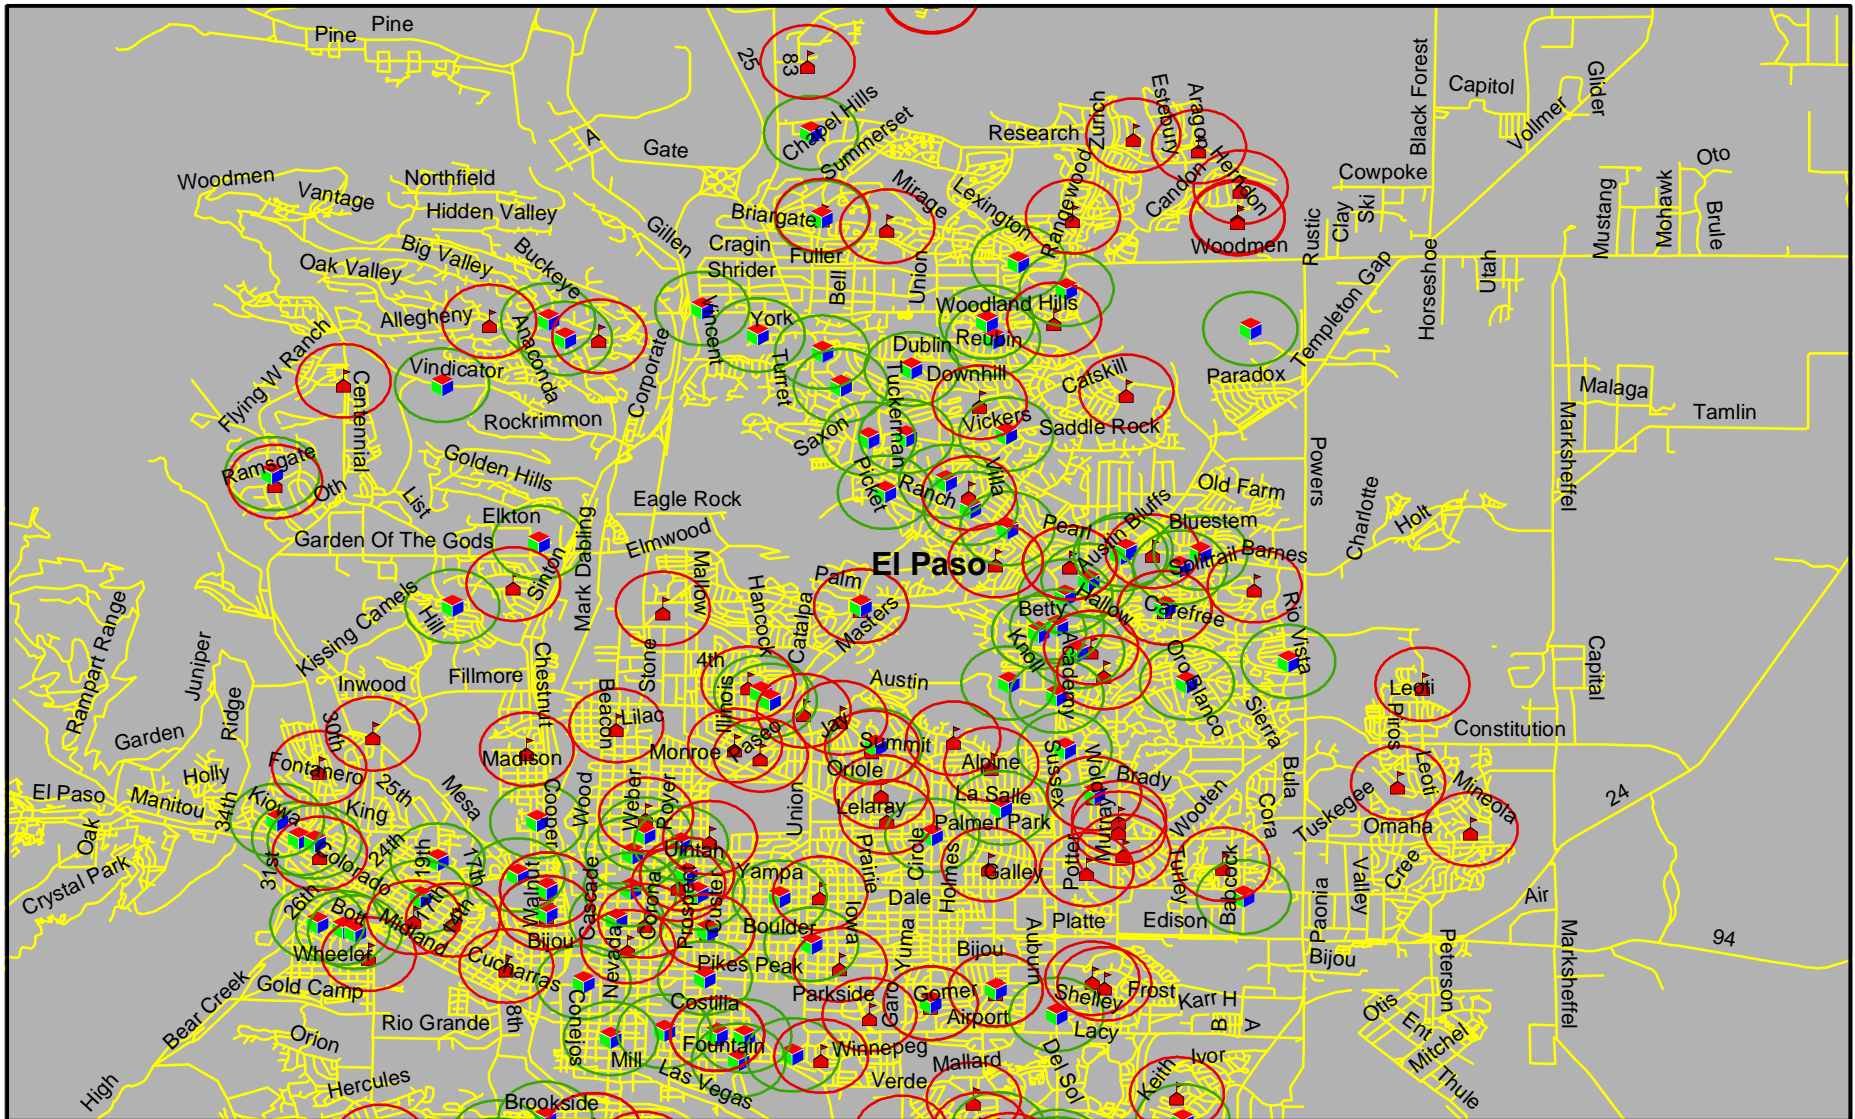 Pine
Pine
25
83
Black Forest
Capitol
Glider
Vollmer
Chapel Hills
Summerset
Research
Zurich
Estebury
Aragon
Herndon
A
Gate
Oto
Cowpoke
Woodmen
Vantage
Northfield
Hidden Valley
Mirage
Lexington
Rangewood
Candon
Briargate
Gillen
Cragin
Fuller
Shrider
Bell
Union
Woodmen
Rustic
Clay
Ski
Mustang
Mohawk
Brule
Horseshoe
Utah
Templeton Gap
Big Valley
Buckeye
Oak Valley
Allegheny
Anaconda
Vincent
York
Woodland Hills
Reubin
Dublin
Downhill
Turret
Tuckerman
Catskill
Paradox
Malaga
Tamlin
Marksheffel
Flying W Ranch
Centennial
Vindicator
Corporate
Rockrimmon
Saxon
Vickers
Saddle Rock
Powers
Ramsgate
Oth
Golden Hills
List
Picket
Ranch
Villa
Old Farm
Eagle Rock
Elkton
Garden Of The Gods
Mark Dabling
Elmwood
Pearl
Austin Bluffs
Bluestem
Barnes
Splitrail
Charlotte
Holt
El Paso
Sinton
Mallow
Hancock
Palm
Masters
Catalpa
Hallow
Carefree
Betty
Knoll
Academy
Rio Vista
Hill
Kissing Camels
Rampart Range
Juniper
Ridge
Garden
Inwood
Fillmore
Chestnut
Stone
4th
Illinois
Austin
Oro Blanco
Sierra
Capital
Leoti
Piros
Constitution
30th
Fontanero
Beacon
Lilac
Monroe
Paseo
Jay
Summit
Oriole
Alpine
Madison
Sussex
Wold
Brady
Bula
Leoti
Mineola
24
Holly
Manitou
El Paso
34th
Kiowa
King
25th
Mesa
Cooper
Wood
Weber
Royer
Union
Lelaray
La Salle
Palmer Park
Murray
Wooten
Cora
Tuskegee
Omaha
Oak
Crystal Park
31st
Colorado
24th
19th
17th
Uintah
Yampa
Prairie
Circle
Holmes
Galley
Potter
Turley
Babcock
Valley
Cree
Air
26th
Bott
Midland
17th
14th
Walnut
Cascade
Corona
Prospect
Custer
Dale
Platte
Edison
Paonia
Wheeler
Cucharras
Bijou
Nevada
Boulder
Iowa
Yuma
Bijou
Auburn
Bijou
Peterson
Marksheffel
94
Bear Creek
Gold Camp
Pikes Peak
Parkside
Garo
Gomer
Airport
Shelley
Frost
Karr H
B
A
Otis
Ent
Mitchel
Thule
Rio Grande
8th
Conejos
Costilla
Orion
Mill
Fountain
Winnepeg
Lacy
Ivor
High
Hercules
Las Vegas
Verde
Mallard
Del Sol
Keith
Brookside